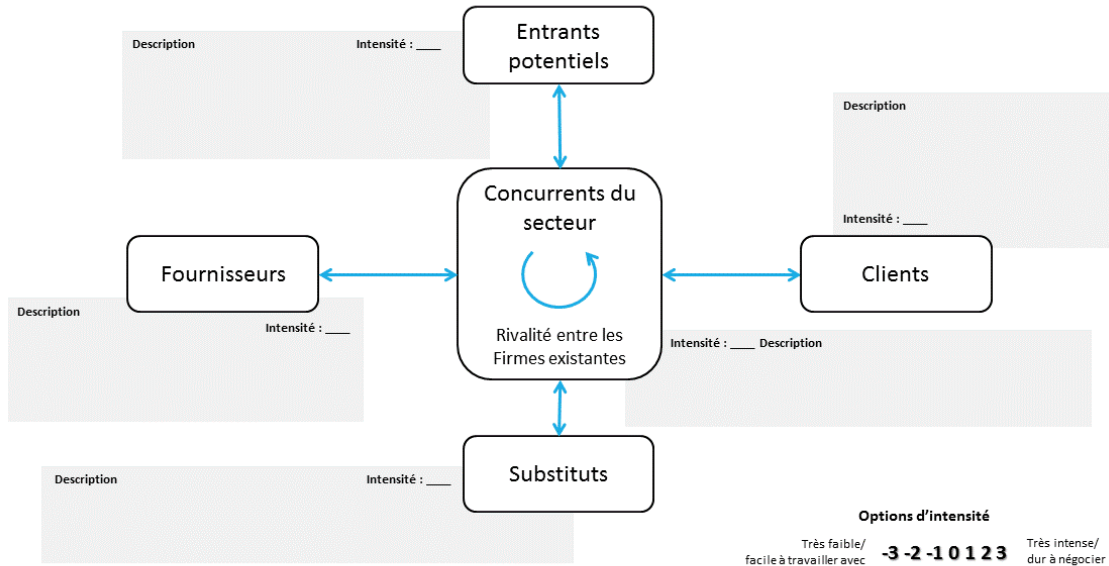 Entrants
potentiels
Description
Intensité : ____
Description
Intensité : ____
Concurrents du
secteur
Rivalité entre les
Firmes existantes
Fournisseurs
Clients
Description
Intensité : ____
Intensité : ____ Description
Substituts
Description
Intensité : ____
Options d’intensité
Très faible/
facile à travailler avec
-3 -2 -1 0 1 2 3
Très intense/
dur à négocier